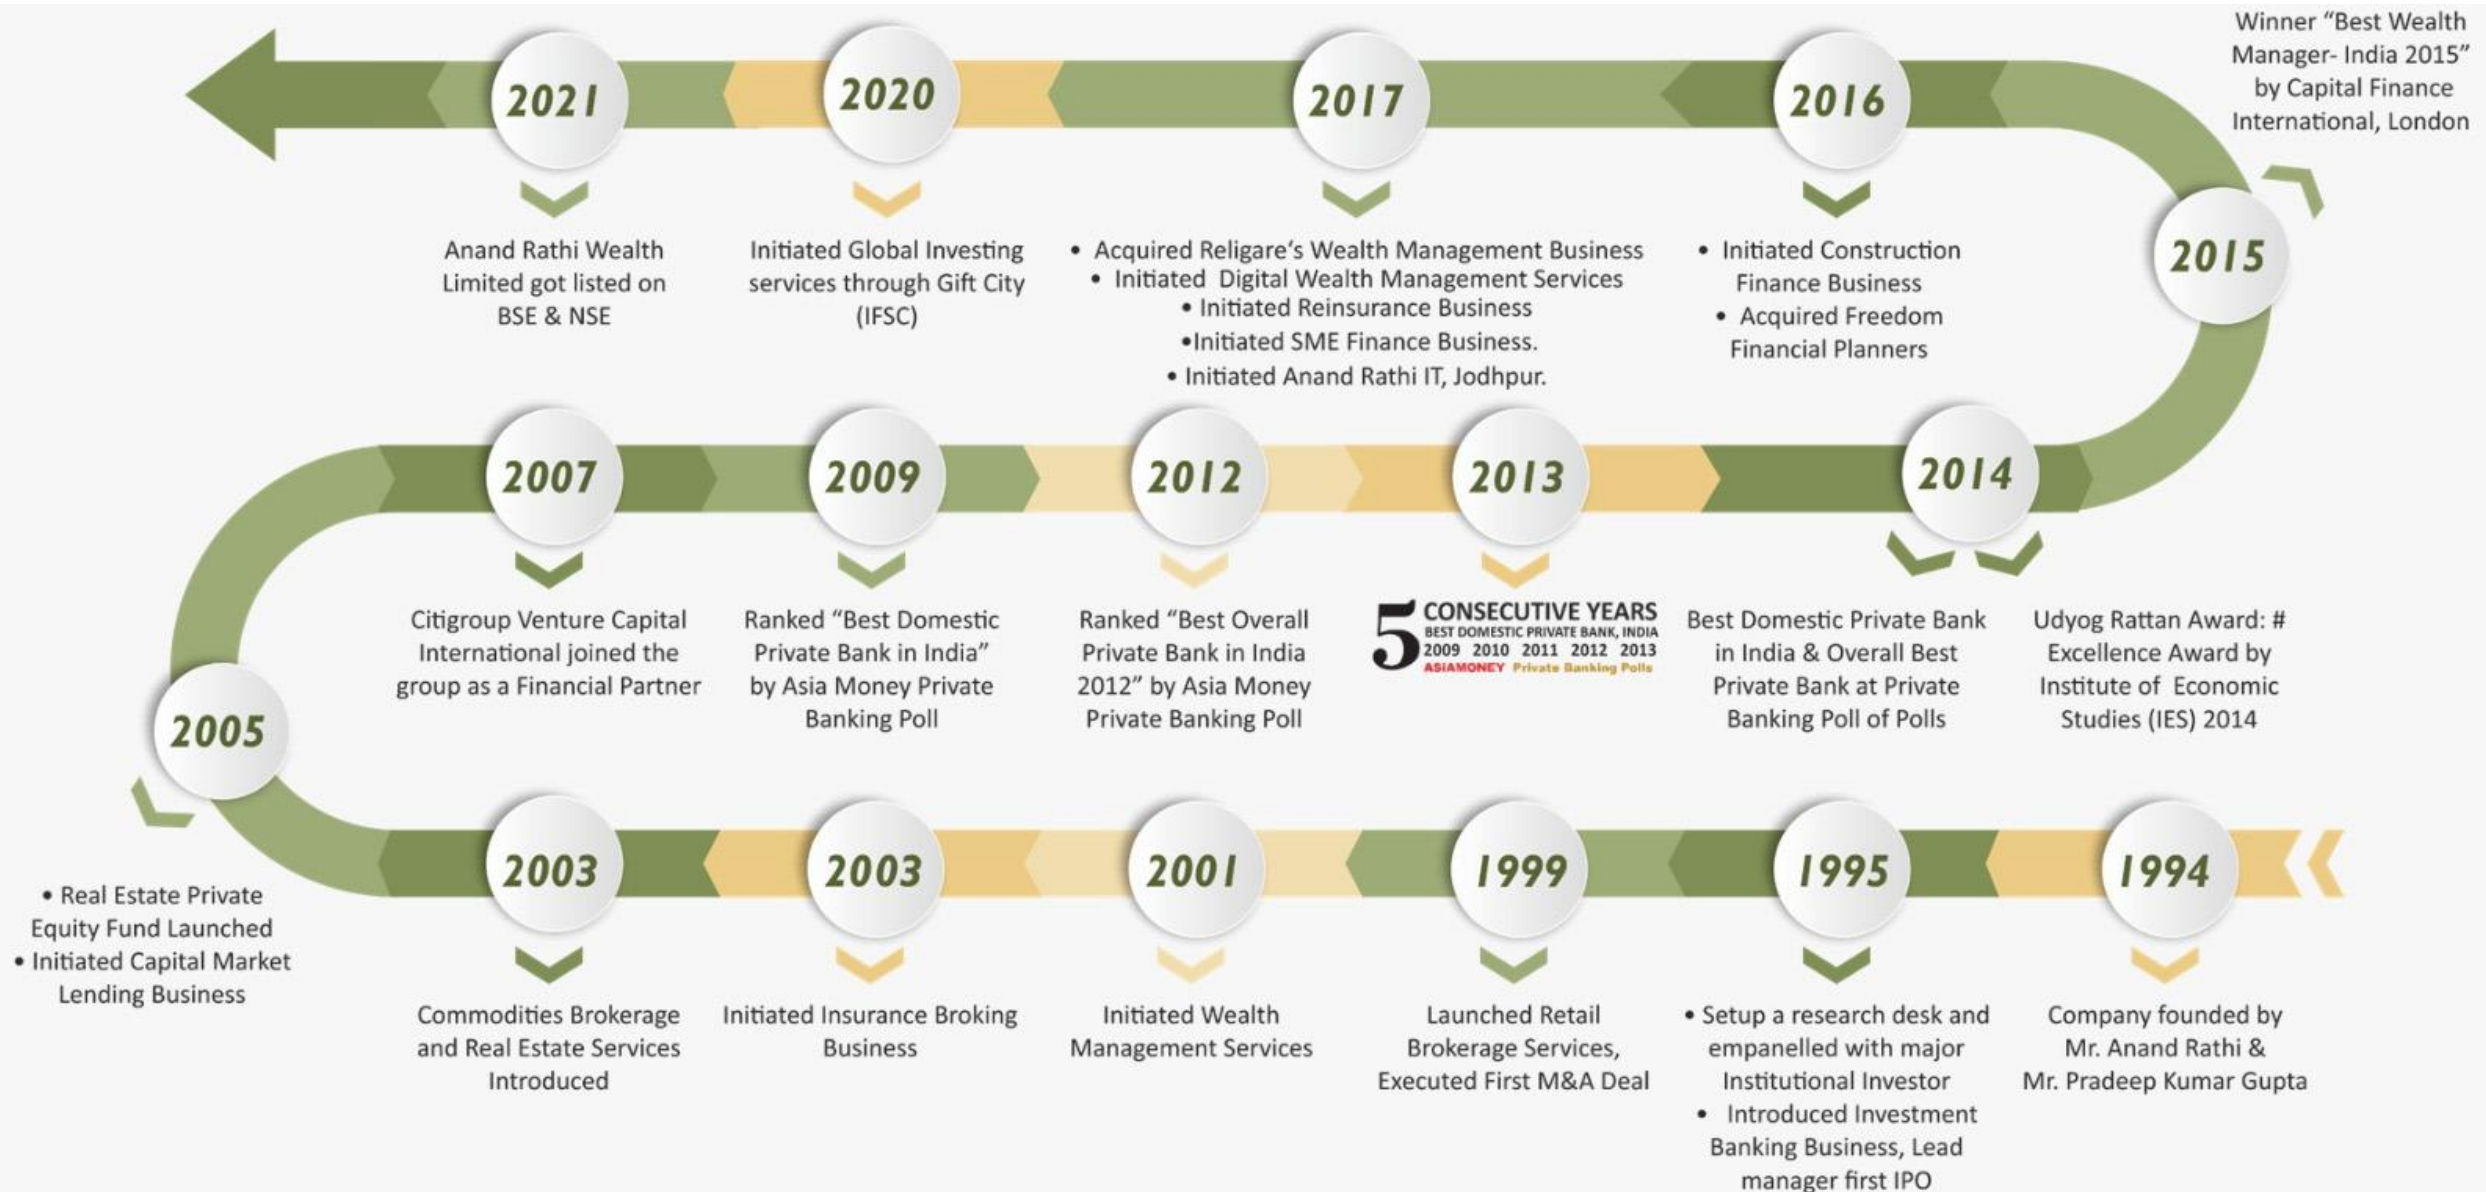 Winner “Best Wealth
Manager- India 2015”
by Capital Finance
International, London
2021
2020
2017
2016
2015
Anand Rathi Wealth
Limited got listed on
BSE & NSE
Initiated Global Investing
services through Gift City
(IFSC)
• Acquired Religare's Wealth Management Business
• Initiated Digital Wealth Management Services
• Initiated Reinsurance Business
•Initiated SME Finance Business.
• Initiated Anand Rathi IT, Jodhpur.
• Initiated Construction
Finance Business
• Acquired Freedom
Financial Planners
2007
2009
2012
2013
2014
Citigroup Venture Capital
International joined the
group as a Financial Partner
Ranked “Best Domestic
Private Bank in India”
by Asia Money Private
Banking Poll
Ranked “Best Overall
Private Bank in India
2012” by Asia Money
Private Banking Poll
5 CONSECUTIVE YEARS
BEST DOMESTIC PRIVATE BANK, INDIA
2009 2010 2011 2012 2013
ASIAMONEY Private Banking Polls
Best Domestic Private Bank
in India & Overall Best
Private Bank at Private
Banking Poll of Polls
Udyog Rattan Award: #
Excellence Award by
Institute of Economic
Studies (IES) 2014
2005
• Real Estate Private
Equity Fund Launched
• Initiated Capital Market
Lending Business
2003
2003
2001
1999
1995
1994
Commodities Brokerage
and Real Estate Services
Introduced
Initiated Insurance Broking
Business
Initiated Wealth
Management Services
Launched Retail
Brokerage Services,
Executed First M&A Deal
• Setup a research desk and
empanelled with major
Institutional Investor
• Introduced Investment
Banking Business, Lead
manager first IPO
Company founded by
Mr. Anand Rathi &
Mr. Pradeep Kumar Gupta